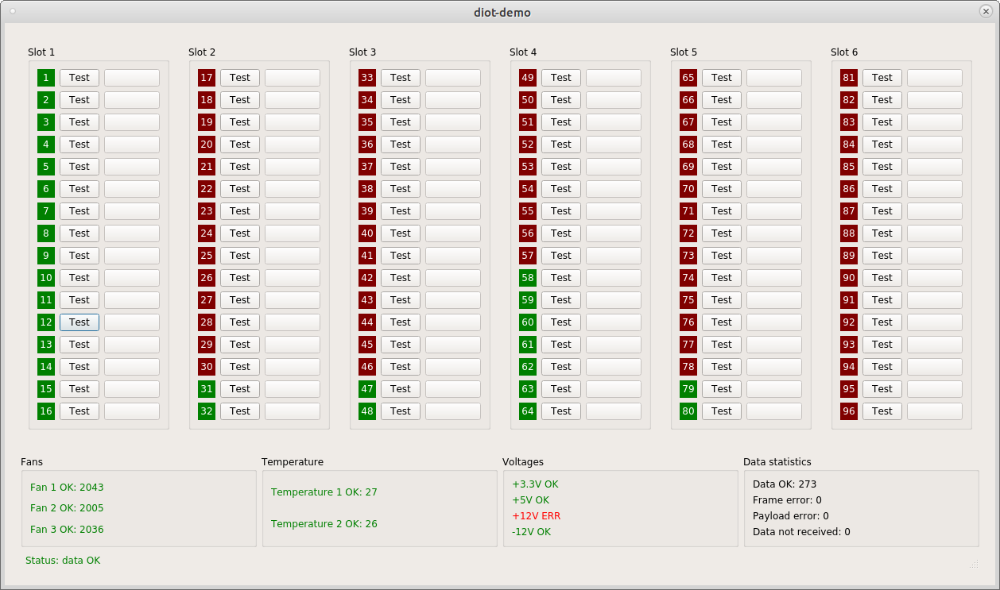 diot-demo
Slot 1 Slot 2 Slot 3 Slot 4 Slot 5 Slot 6
1 Test 17 Test 33 Test 49 Test 65 Test 81 Test
2 Test 18 Test 34 Test 50 Test 66 Test 82 Test
3 Test 19 Test 35 Test 51 Test 67 Test 83 Test
4 Test 20 Test 36 Test 52 Test 68 Test 84 Test
5 Test 21 Test 37 Test 53 Test 69 Test 85 Test
6 Test 22 Test 38 Test 54 Test 70 Test 86 Test
7 Test 23 Test 39 Test 55 Test 71 Test 87 Test
8 Test 24 Test 40 Test 56 Test 72 Test 88 Test
9 Test 25 Test 41 Test 57 Test 73 Test 89 Test
10 Test 26 Test 42 Test 58 Test 74 Test 90 Test
11 Test 27 Test 43 Test 59 Test 75 Test 91 Test
12 Test 28 Test 44 Test 60 Test 76 Test 92 Test
13 Test 29 Test 45 Test 61 Test 77 Test 93 Test
14 Test 30 Test 46 Test 62 Test 78 Test 94 Test
15 Test 31 Test 47 Test 63 Test 79 Test 95 Test
16 Test 32 Test 48 Test 64 Test 80 Test 96 Test
Fans
Fan 1 OK: 2043
Fan 2 OK: 2005
Fan 3 OK: 2036
Temperature
Temperature 1 OK: 27
Temperature 2 OK: 26
Voltages
+3.3V OK
+5V OK
+12V ERR
-12V OK
Data statistics
Data OK: 273
Frame error: 0
Payload error: 0
Data not received: 0
Status: data OK